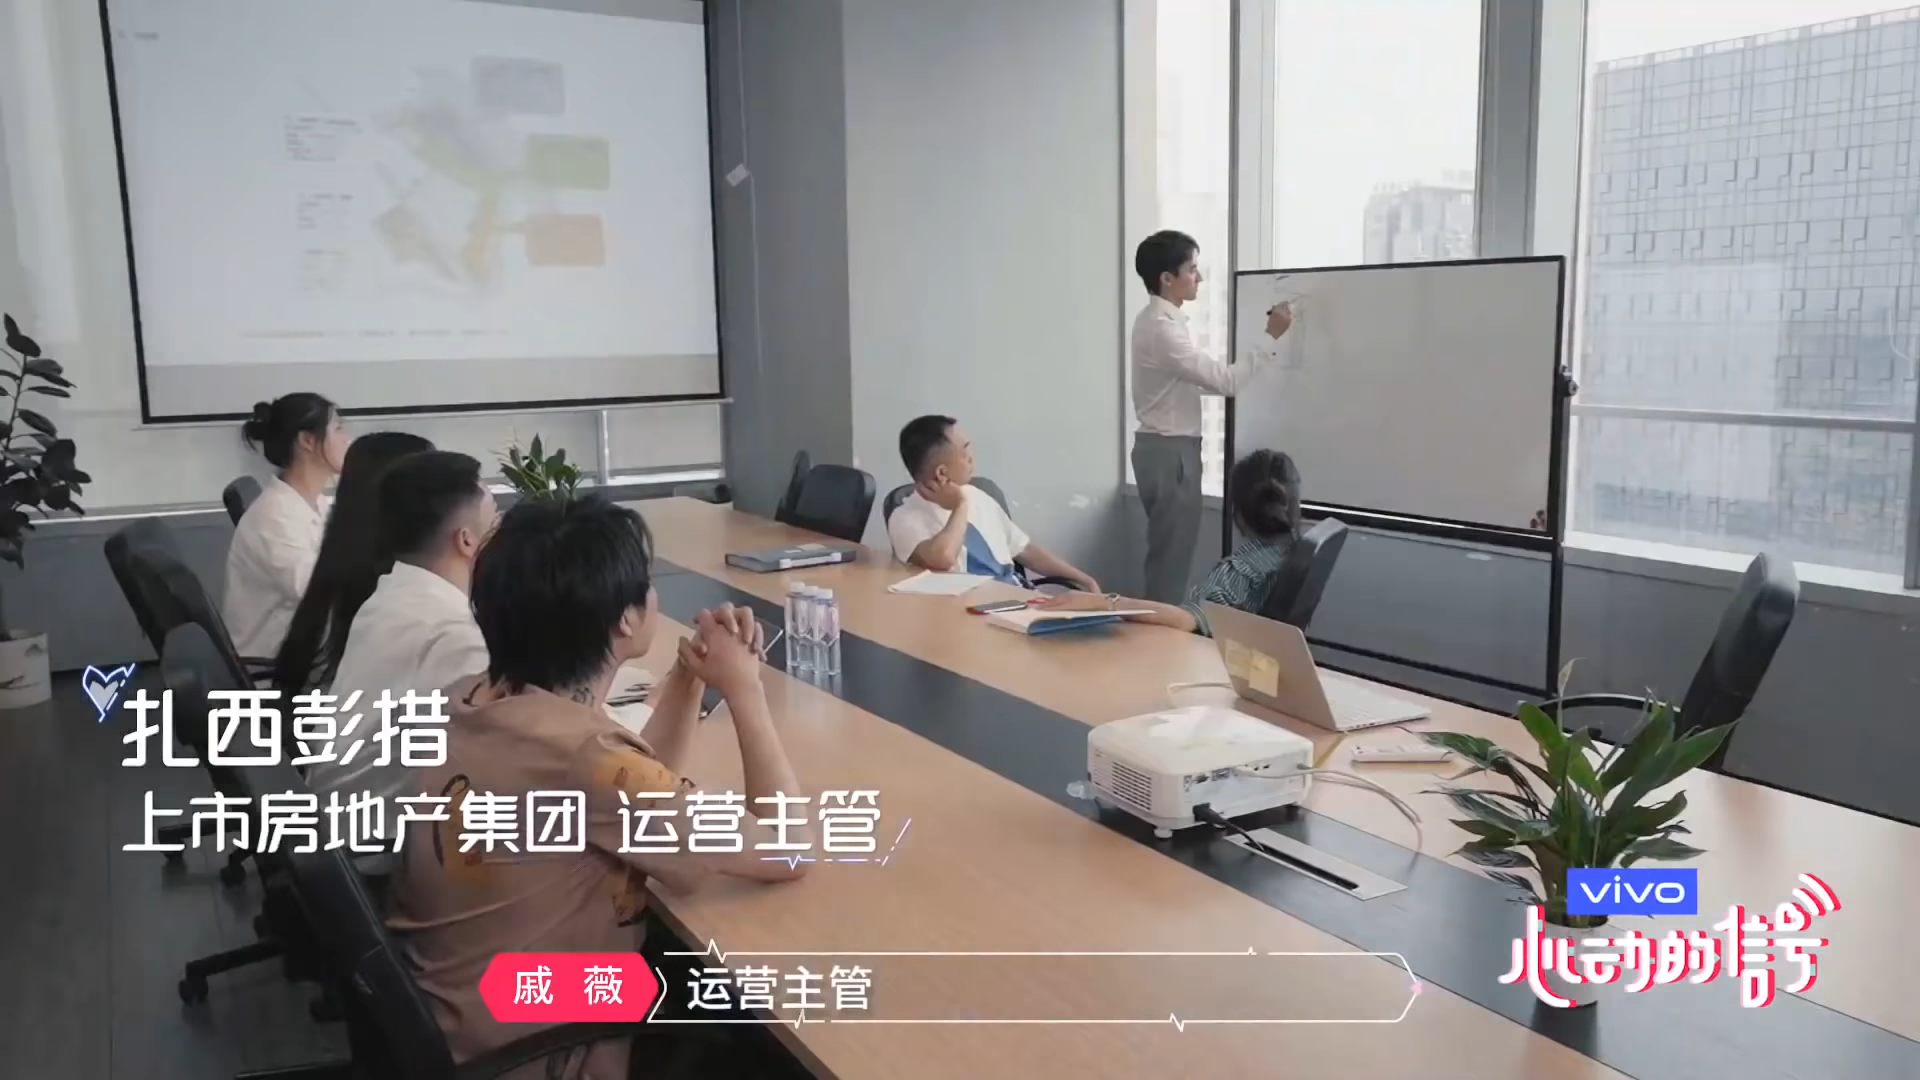 扎西彭措
上市房地产集团 运营主管
戚 薇
运营主管
vivo
心动的信号